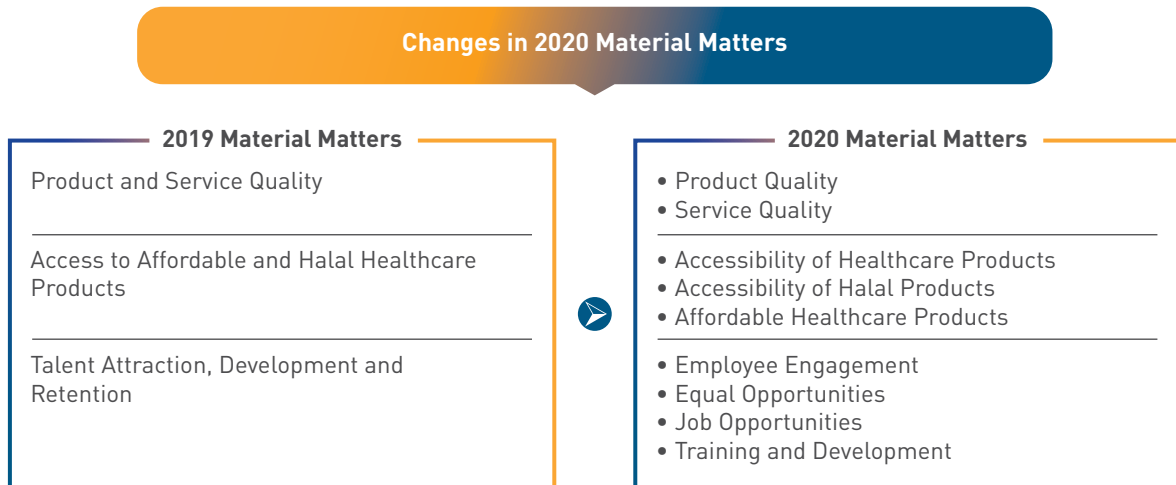 Changes in 2020 Material Matters
2019 Material Matters
Product and Service Quality
Access to Affordable and Halal Healthcare
Products
Talent Attraction, Development and
Retention
2020 Material Matters
• Product Quality
• Service Quality
• Accessibility of Healthcare Products
• Accessibility of Halal Products
• Affordable Healthcare Products
• Employee Engagement
• Equal Opportunities
• Job Opportunities
• Training and Development